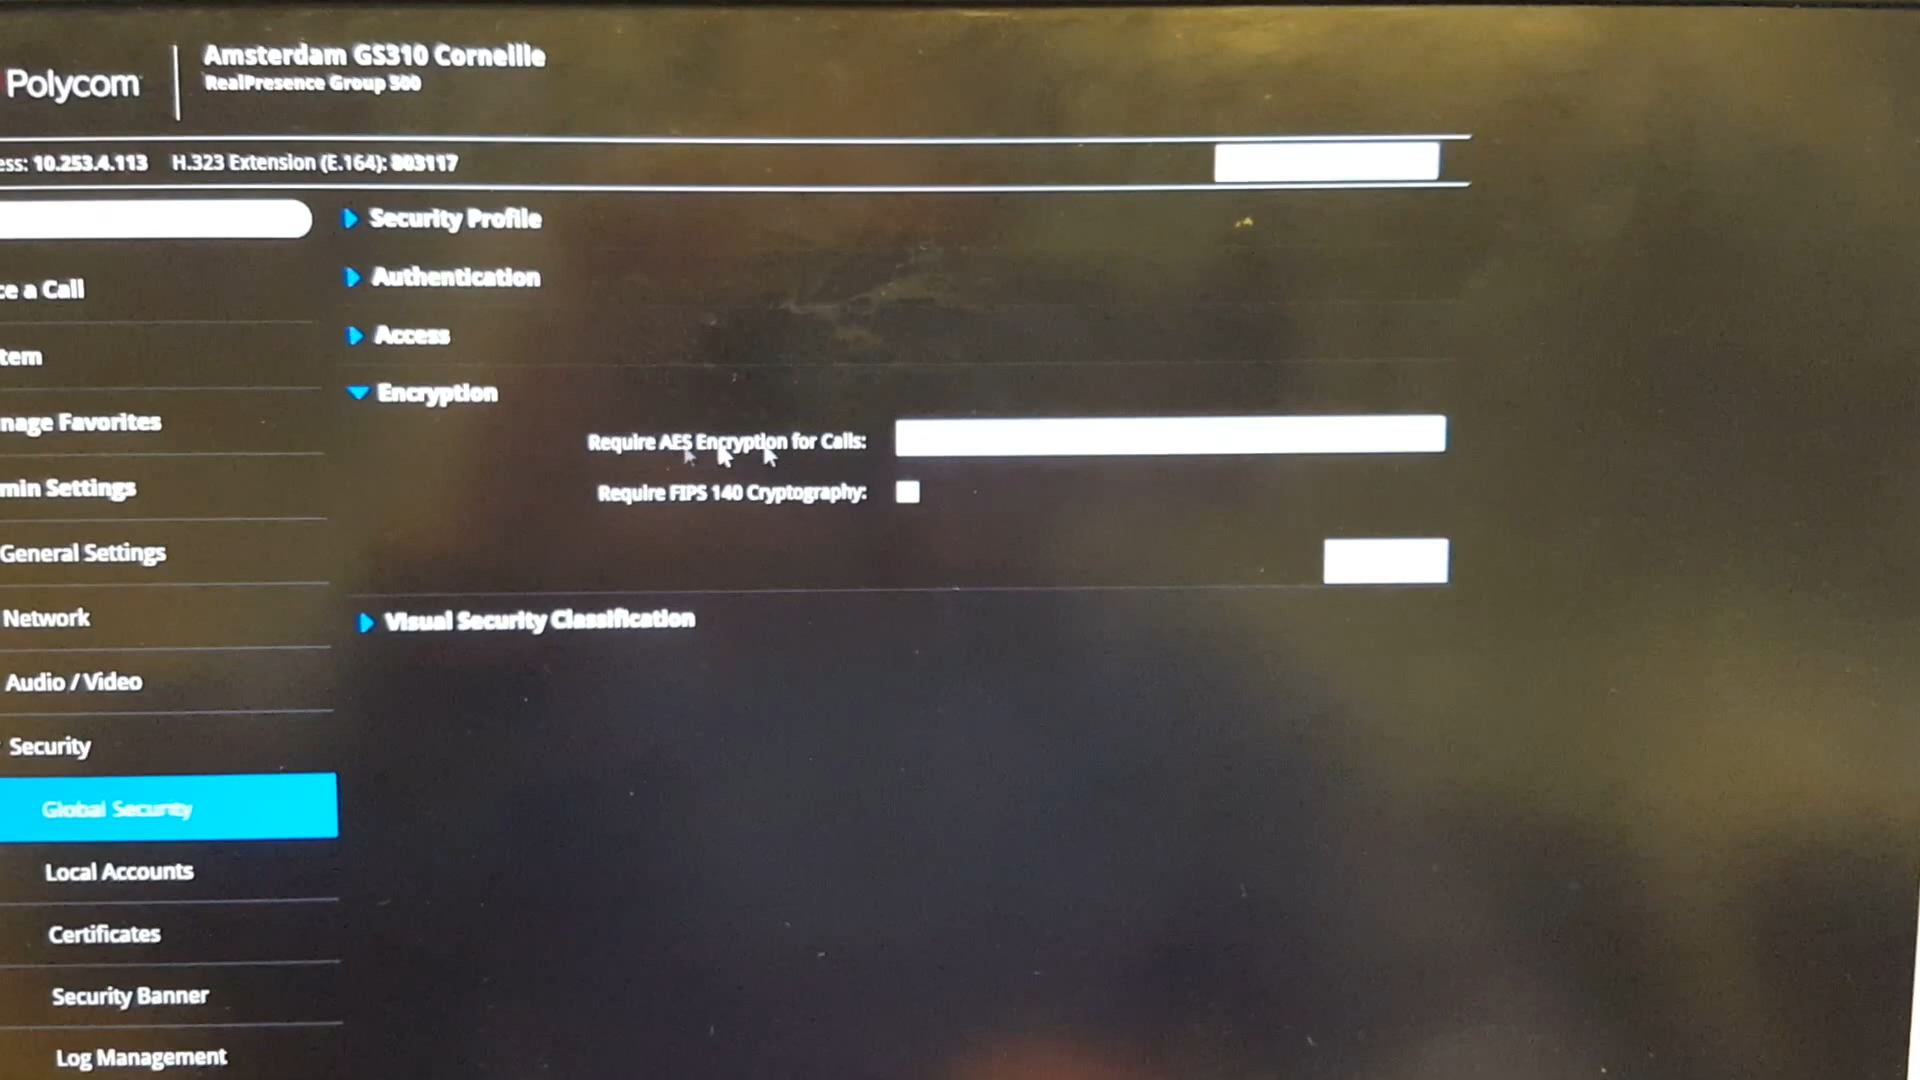 Polycom
Amsterdam GS310 Corneille
RealPresence Group 500
ess: 10.253.4.113 H.323 Extension (E.164): 803117
Security Profile
ce a Call
Authentication
Access
tem
Encryption
nage Favorites
Require AES Encryption for Calls:
min Settings
Require FIPS 140 Cryptography:
General Settings
Network
Visual Security Classification
Audio / Video
Security
Global Security
Local Accounts
Certificates
Security Banner
Log Management